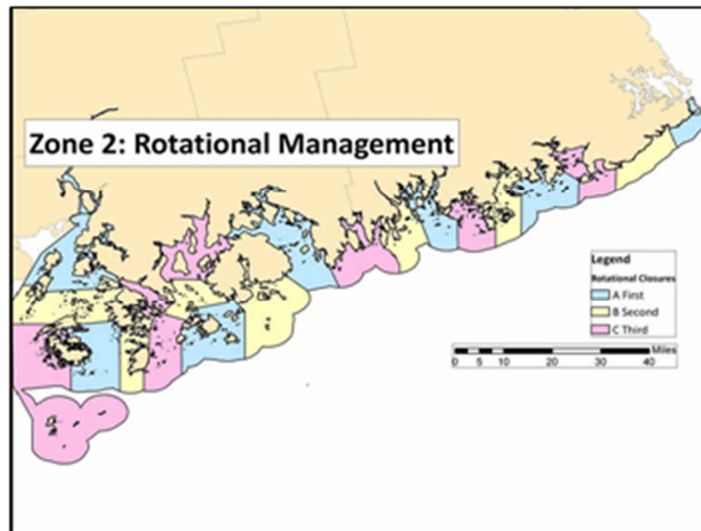 Zone 2: Rotational Management
Legend
Rotational Closures
A First
B Second
C Third
Miles
0 5 10 20 30 40